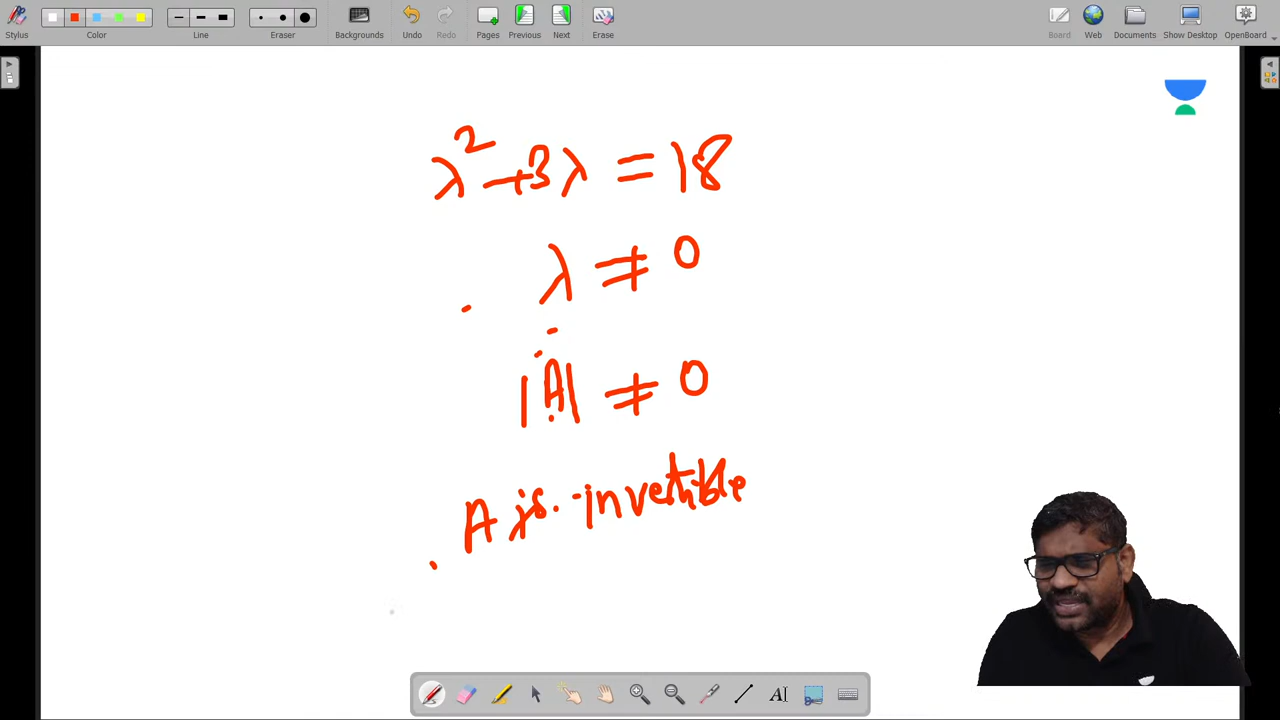 Stylus Color Line Eraser Backgrounds Undo Redo Pages Previous Next Erase Board Web Documents Show Desktop OpenBoard
λ² + 3λ = 18
λ ≠ 0
|A| ≠ 0
A is invertible
AI